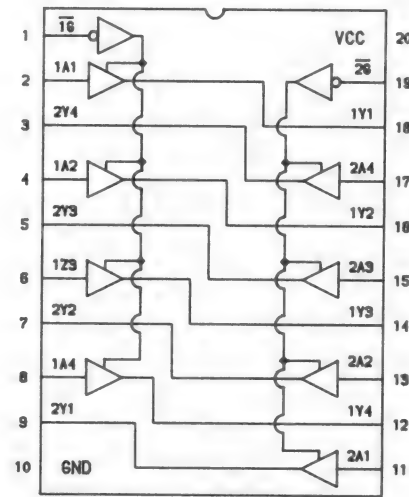 1 1̅G̅ VCC 20
2 1A1 2̅G̅ 19
3 2Y4 1Y1 18
4 1A2 2A4 17
5 2Y3 1Y2 16
6 1Z3 2A3 15
7 2Y2 1Y3 14
8 1A4 2A2 13
9 2Y1 1Y4 12
10 GND 2A1 11